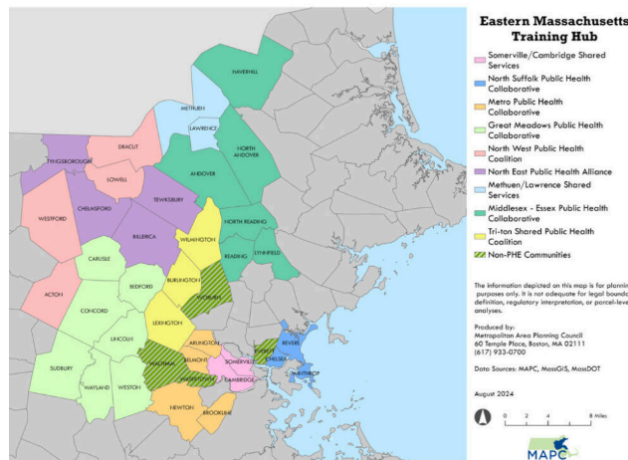 Eastern Massachusetts
Training Hub
Somerville/Cambridge Shared
Services
North Suffolk Public Health
Collaborative
Metro Public Health
Collaborative
Great Meadows Public Health
Collaborative
North West Public Health
Coalition
North East Public Health Alliance
Methuen/Lawrence Shared
Services
Middlesex - Essex Public Health
Collaborative
Tri-ton Shared Public Health
Coalition
Non-PHE Communities
The information depicted on this map is for plannin
purposes only. It is not adequate for legal bounda
definition, regulatory interpretation, or parcel-leve
analyses.
Produced by:
Metropolitan Area Planning Council
60 Temple Place, Boston, MA 02111
(617) 933-0700
Data Sources: MAPC, MassGIS, MassDOT
August 2024
0 2 4 8 Miles
MAPC
HAVERHILL
METHUEN
LAWRENCE
DRACUT
NORTH
ANDOVER
TYNGSBOROUGH
ANDOVER
LOWELL
TEWKSBURY
CHELMSFORD
WESTFORD
NORTH READING
BILLERICA
WILMINGTON
LYNNFIELD
READING
CARLISLE
BURLINGTON
BEDFORD
WOBURN
ACTON
CONCORD
LEXINGTON
LINCOLN
ARLINGTON
REVERE
EVERETT
CHELSEA
BELMONT
SOMERVILLE
WALTHAM
SUDBURY
WINTHROP
WATERTOWN
CAMBRIDGE
WAYLAND
WESTON
NEWTON
BROOKLINE